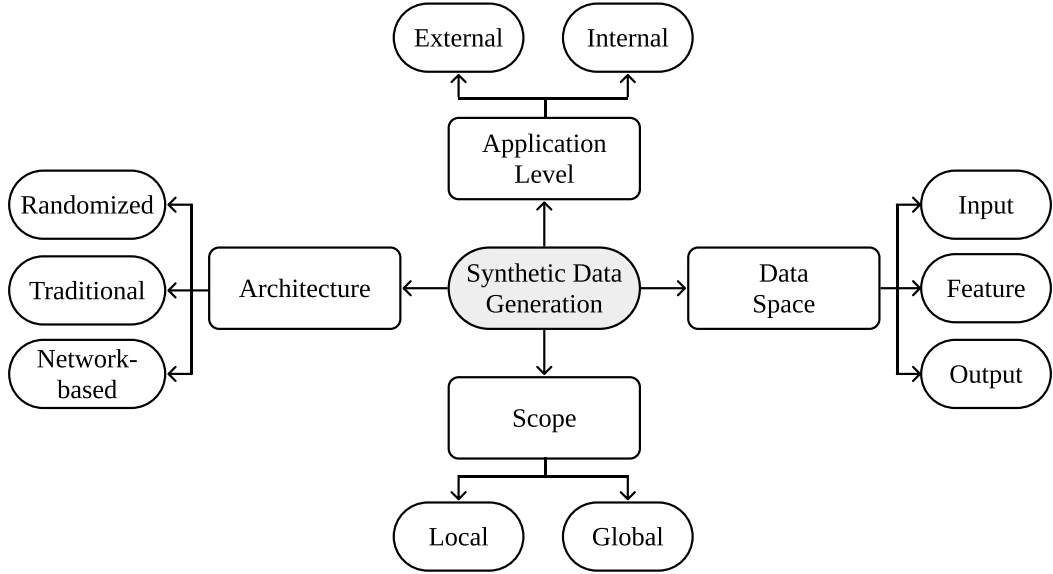 External
Internal
Application
Level
Randomized
Traditional
Network-
based
Architecture
Synthetic Data
Generation
Data
Space
Input
Feature
Output
Scope
Local
Global